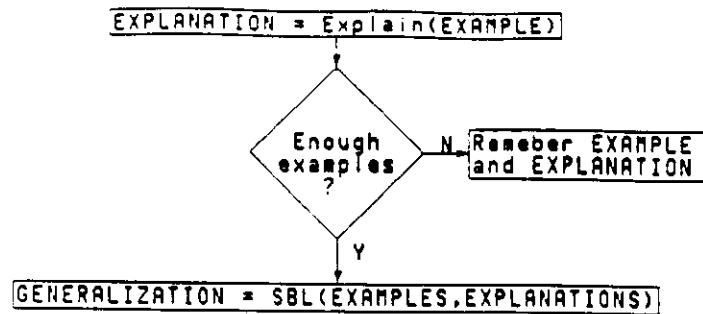 EXPLANATION = Explain(EXAMPLE)
Enough
examples
?
N
Remeber EXAMPLE
and EXPLANATION
Y
GENERALIZATION = SBL(EXAMPLES,EXPLANATIONS)